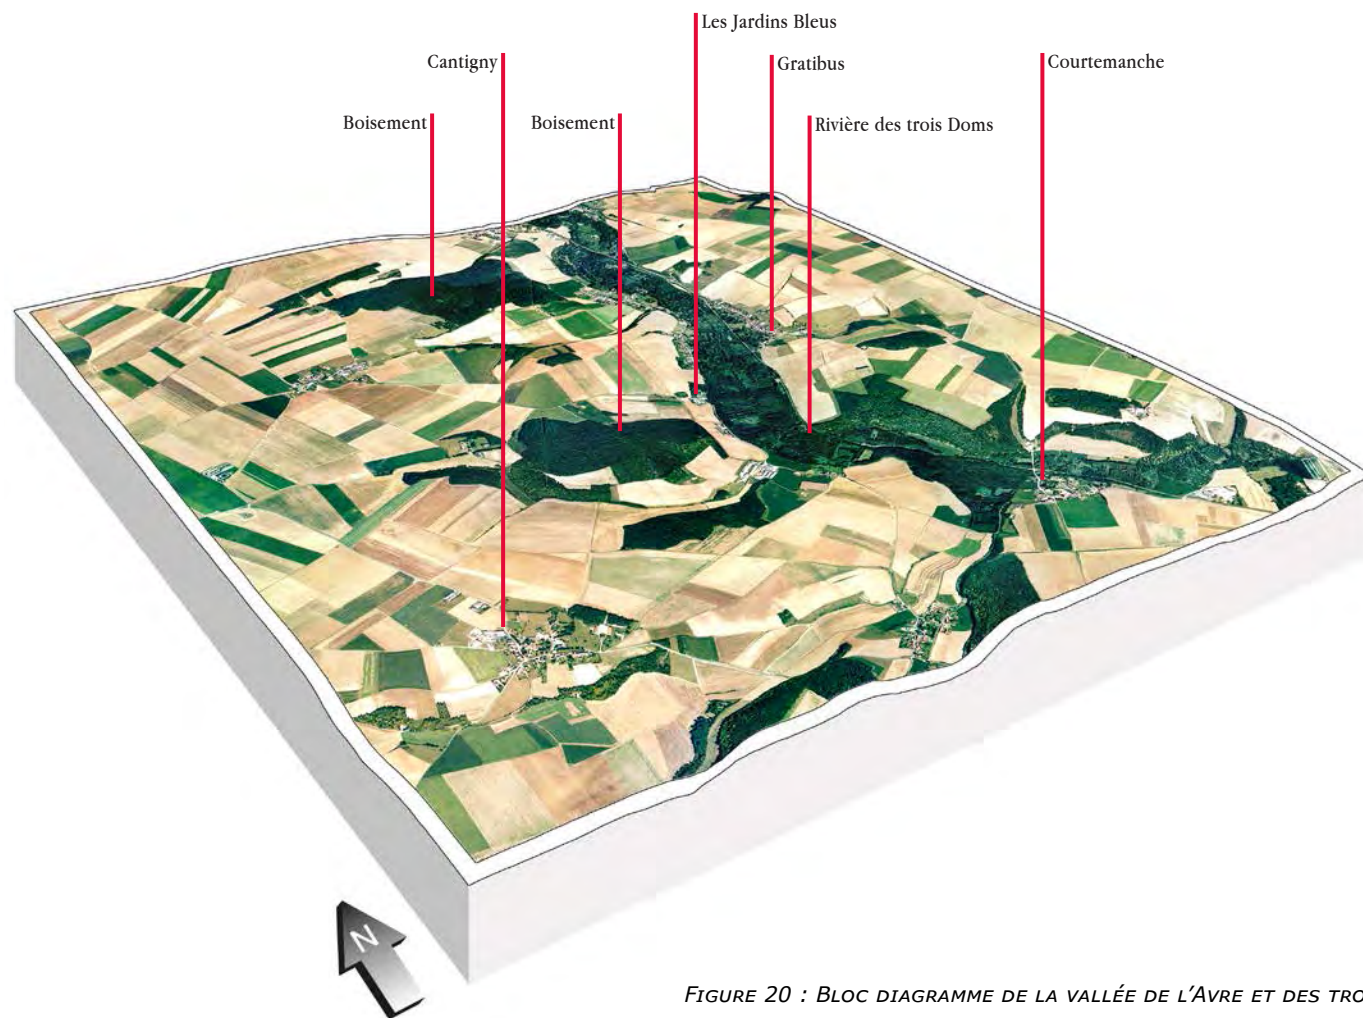 Les Jardins Bleus
Cantigny
Gratibus
Courtemanche
Boisement
Boisement
Rivière des trois Doms
N
FIGURE 20 : BLOC DIAGRAMME DE LA VALLÉE DE L'AVRE ET DES